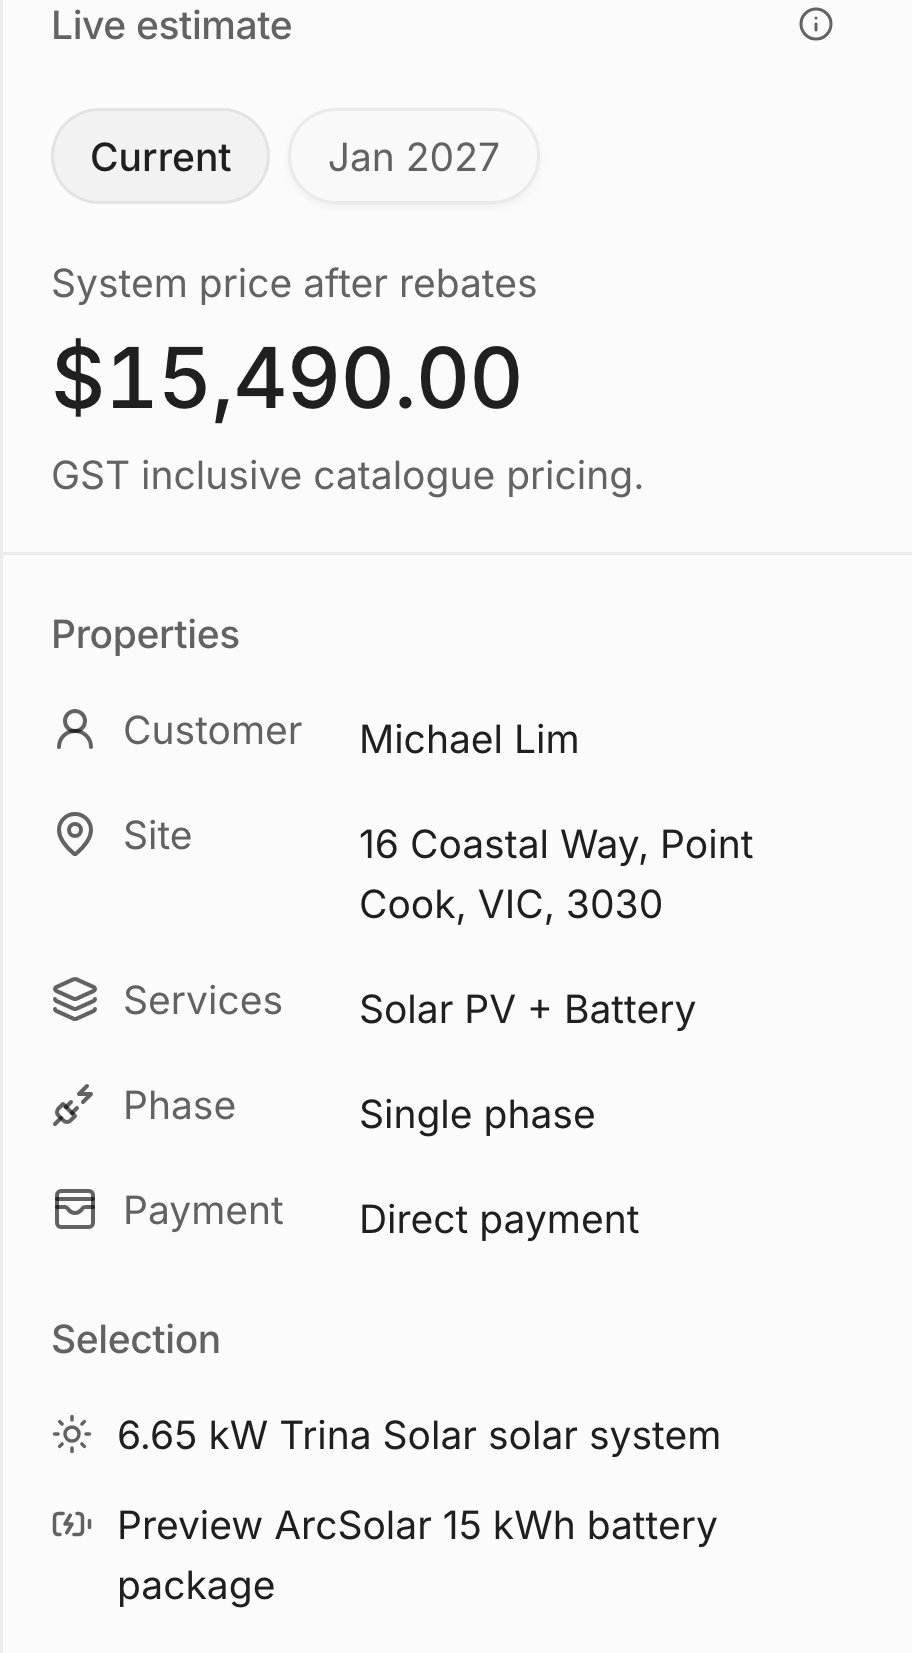 Live estimate
Current
Jan 2027
System price after rebates
$15,490.00
GST inclusive catalogue pricing.
Properties
Customer
Michael Lim
Site
16 Coastal Way, Point
Cook, VIC, 3030
Services
Solar PV + Battery
Phase
Single phase
Payment
Direct payment
Selection
6.65 kW Trina Solar solar system
Preview ArcSolar 15 kWh battery
package